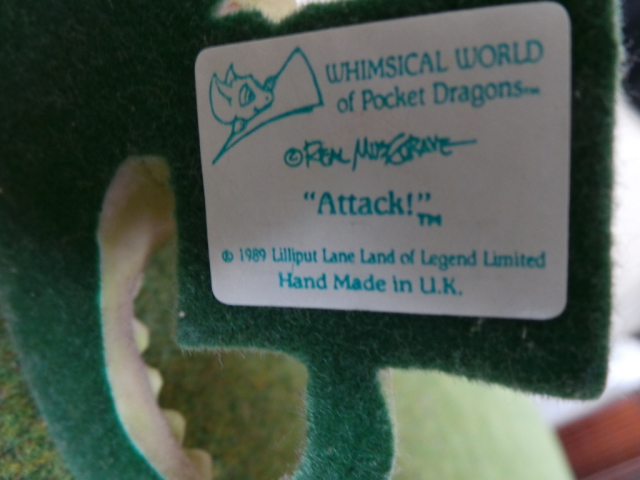 WHIMSICAL WORLD
of Pocket Dragons™
©REAL MUSGRAVE
"Attack!"™
© 1989 Lilliput Lane Land of Legend Limited
Hand Made in U.K.